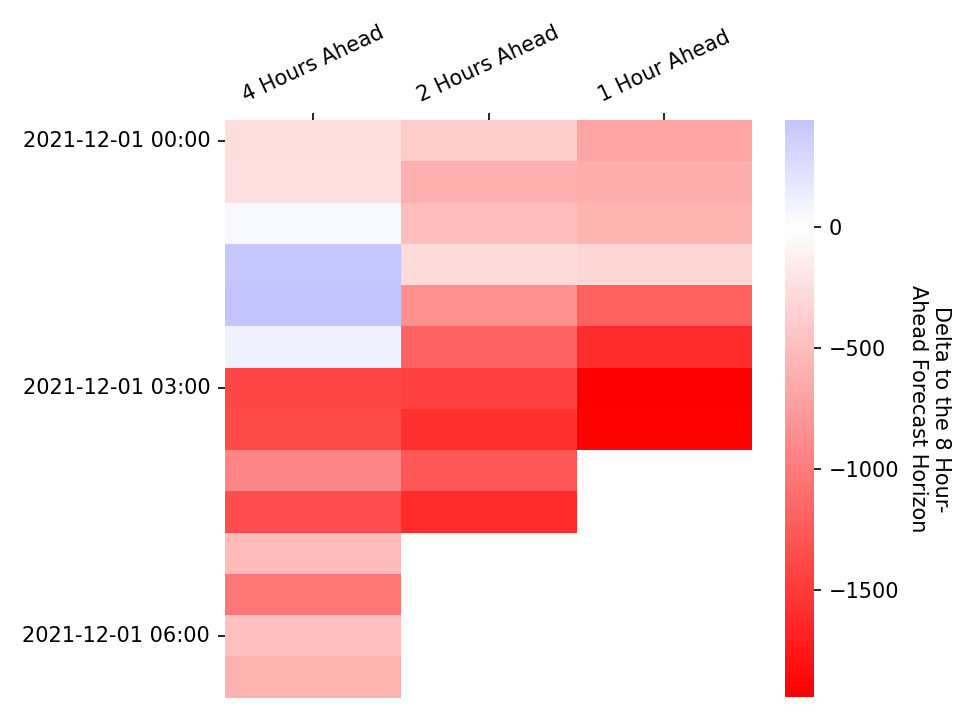 4 Hours Ahead
2 Hours Ahead
1 Hour Ahead
2021-12-01 00:00
2021-12-01 03:00
2021-12-01 06:00
0
−500
−1000
−1500
Delta to the 8 Hour-
Ahead Forecast Horizon